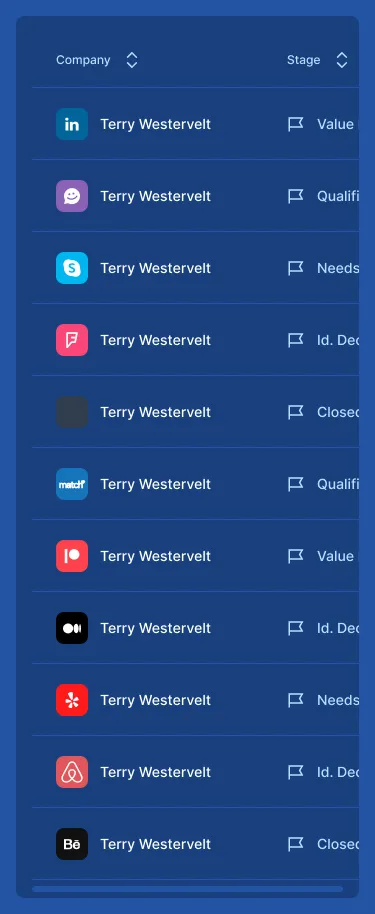 Company Stage
in Terry Westervelt Value
Terry Westervelt Qualifi
S Terry Westervelt Needs
Terry Westervelt Id. Dec
Terry Westervelt Closed
match Terry Westervelt Qualifi
Terry Westervelt Value
Terry Westervelt Id. Dec
Terry Westervelt Needs
Terry Westervelt Id. Dec
Bē Terry Westervelt Closed